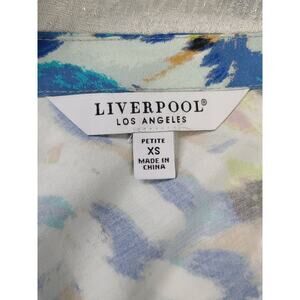 LIVERPOOL®
LOS ANGELES
PETITE
XS
MADE IN
CHINA